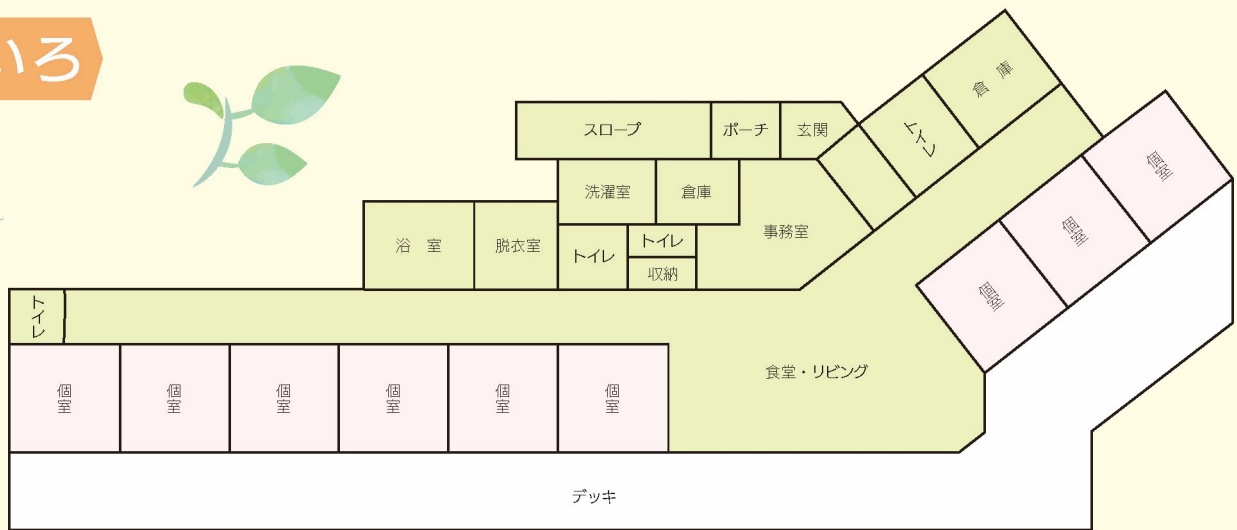 いろ
倉 庫
スロープ
ポーチ
玄関
トイレ
個室
洗濯室
倉庫
個室
事務室
浴 室
脱衣室
トイレ
トイレ
収納
個室
トイレ
食堂・リビング
個室
個室
個室
個室
個室
個室
デッキ